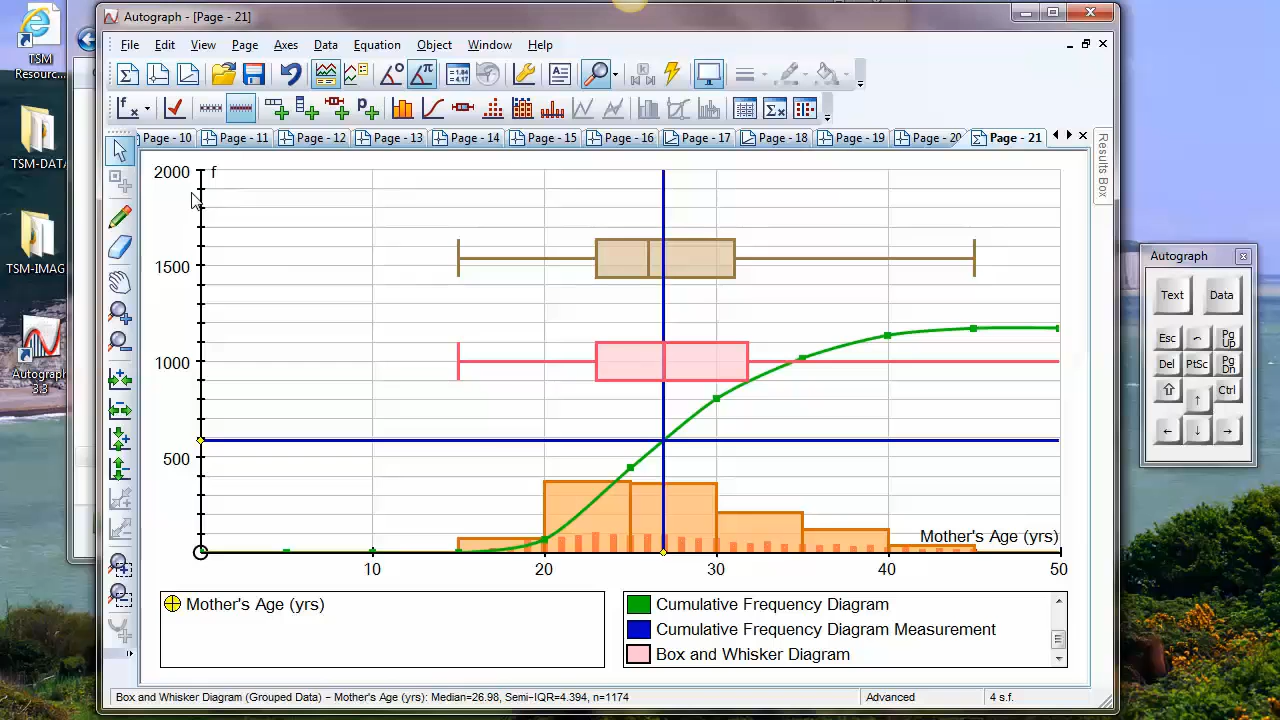 TSM
Resourc...
TSM-DATA
TSM-IMAG
Autograph
3.3
Autograph - [Page - 21]
File Edit View Page Axes Data Equation Object Window Help
Page - 10 Page - 11 Page - 12 Page - 13 Page - 14 Page - 15 Page - 16 Page - 17 Page - 18 Page - 19 Page - 20 Page - 21
Results Box
2000 f
1500
1000
500
Mother's Age (yrs)
10 20 30 40 50
Mother's Age (yrs)
Cumulative Frequency Diagram
Cumulative Frequency Diagram Measurement
Box and Whisker Diagram
Box and Whisker Diagram (Grouped Data) – Mother's Age (yrs): Median=26.98, Semi-IQR=4.394, n=1174 Advanced 4 s.f.
Autograph
Text Data
Esc Pg Up
Del PtSc Pg Dn
Ctrl